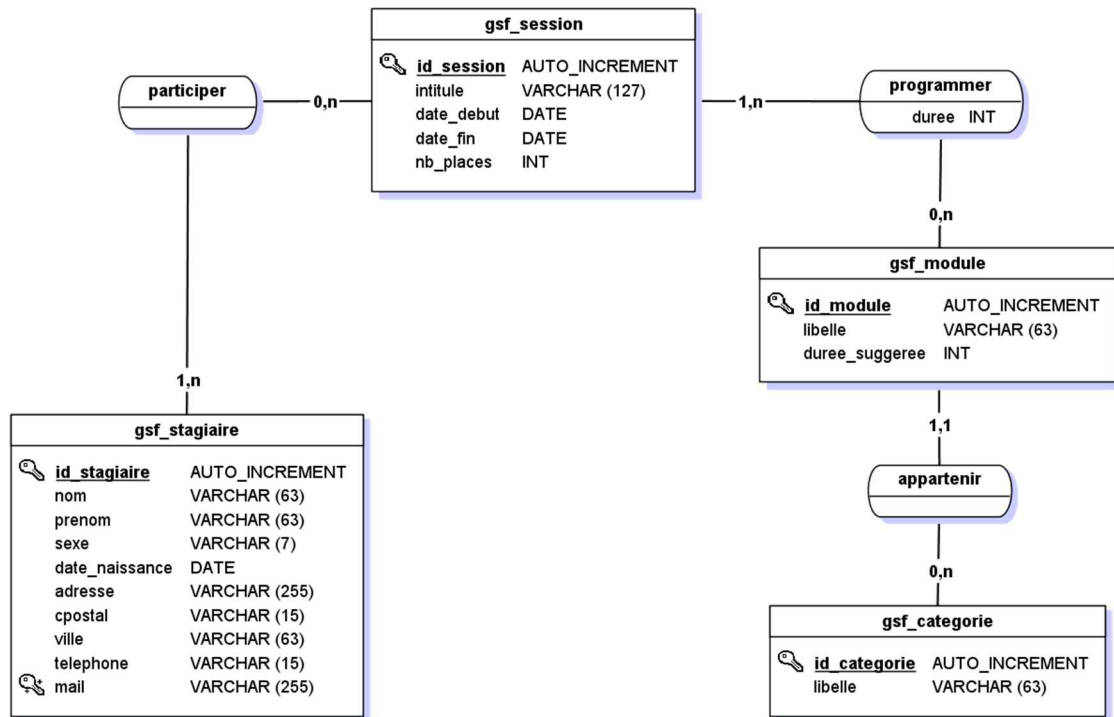 gsf_session
id_session AUTO_INCREMENT
intitule VARCHAR (127)
date_debut DATE
date_fin DATE
nb_places INT
participer
0,n
1,n
programmer
duree INT
0,n
gsf_module
id_module AUTO_INCREMENT
libelle VARCHAR (63)
duree_suggeree INT
1,n
gsf_stagiaire
id_stagiaire AUTO_INCREMENT
nom VARCHAR (63)
prenom VARCHAR (63)
sexe VARCHAR (7)
date_naissance DATE
adresse VARCHAR (255)
cpostal VARCHAR (15)
ville VARCHAR (63)
telephone VARCHAR (15)
mail VARCHAR (255)
1,1
appartenir
0,n
gsf_categorie
id_categorie AUTO_INCREMENT
libelle VARCHAR (63)